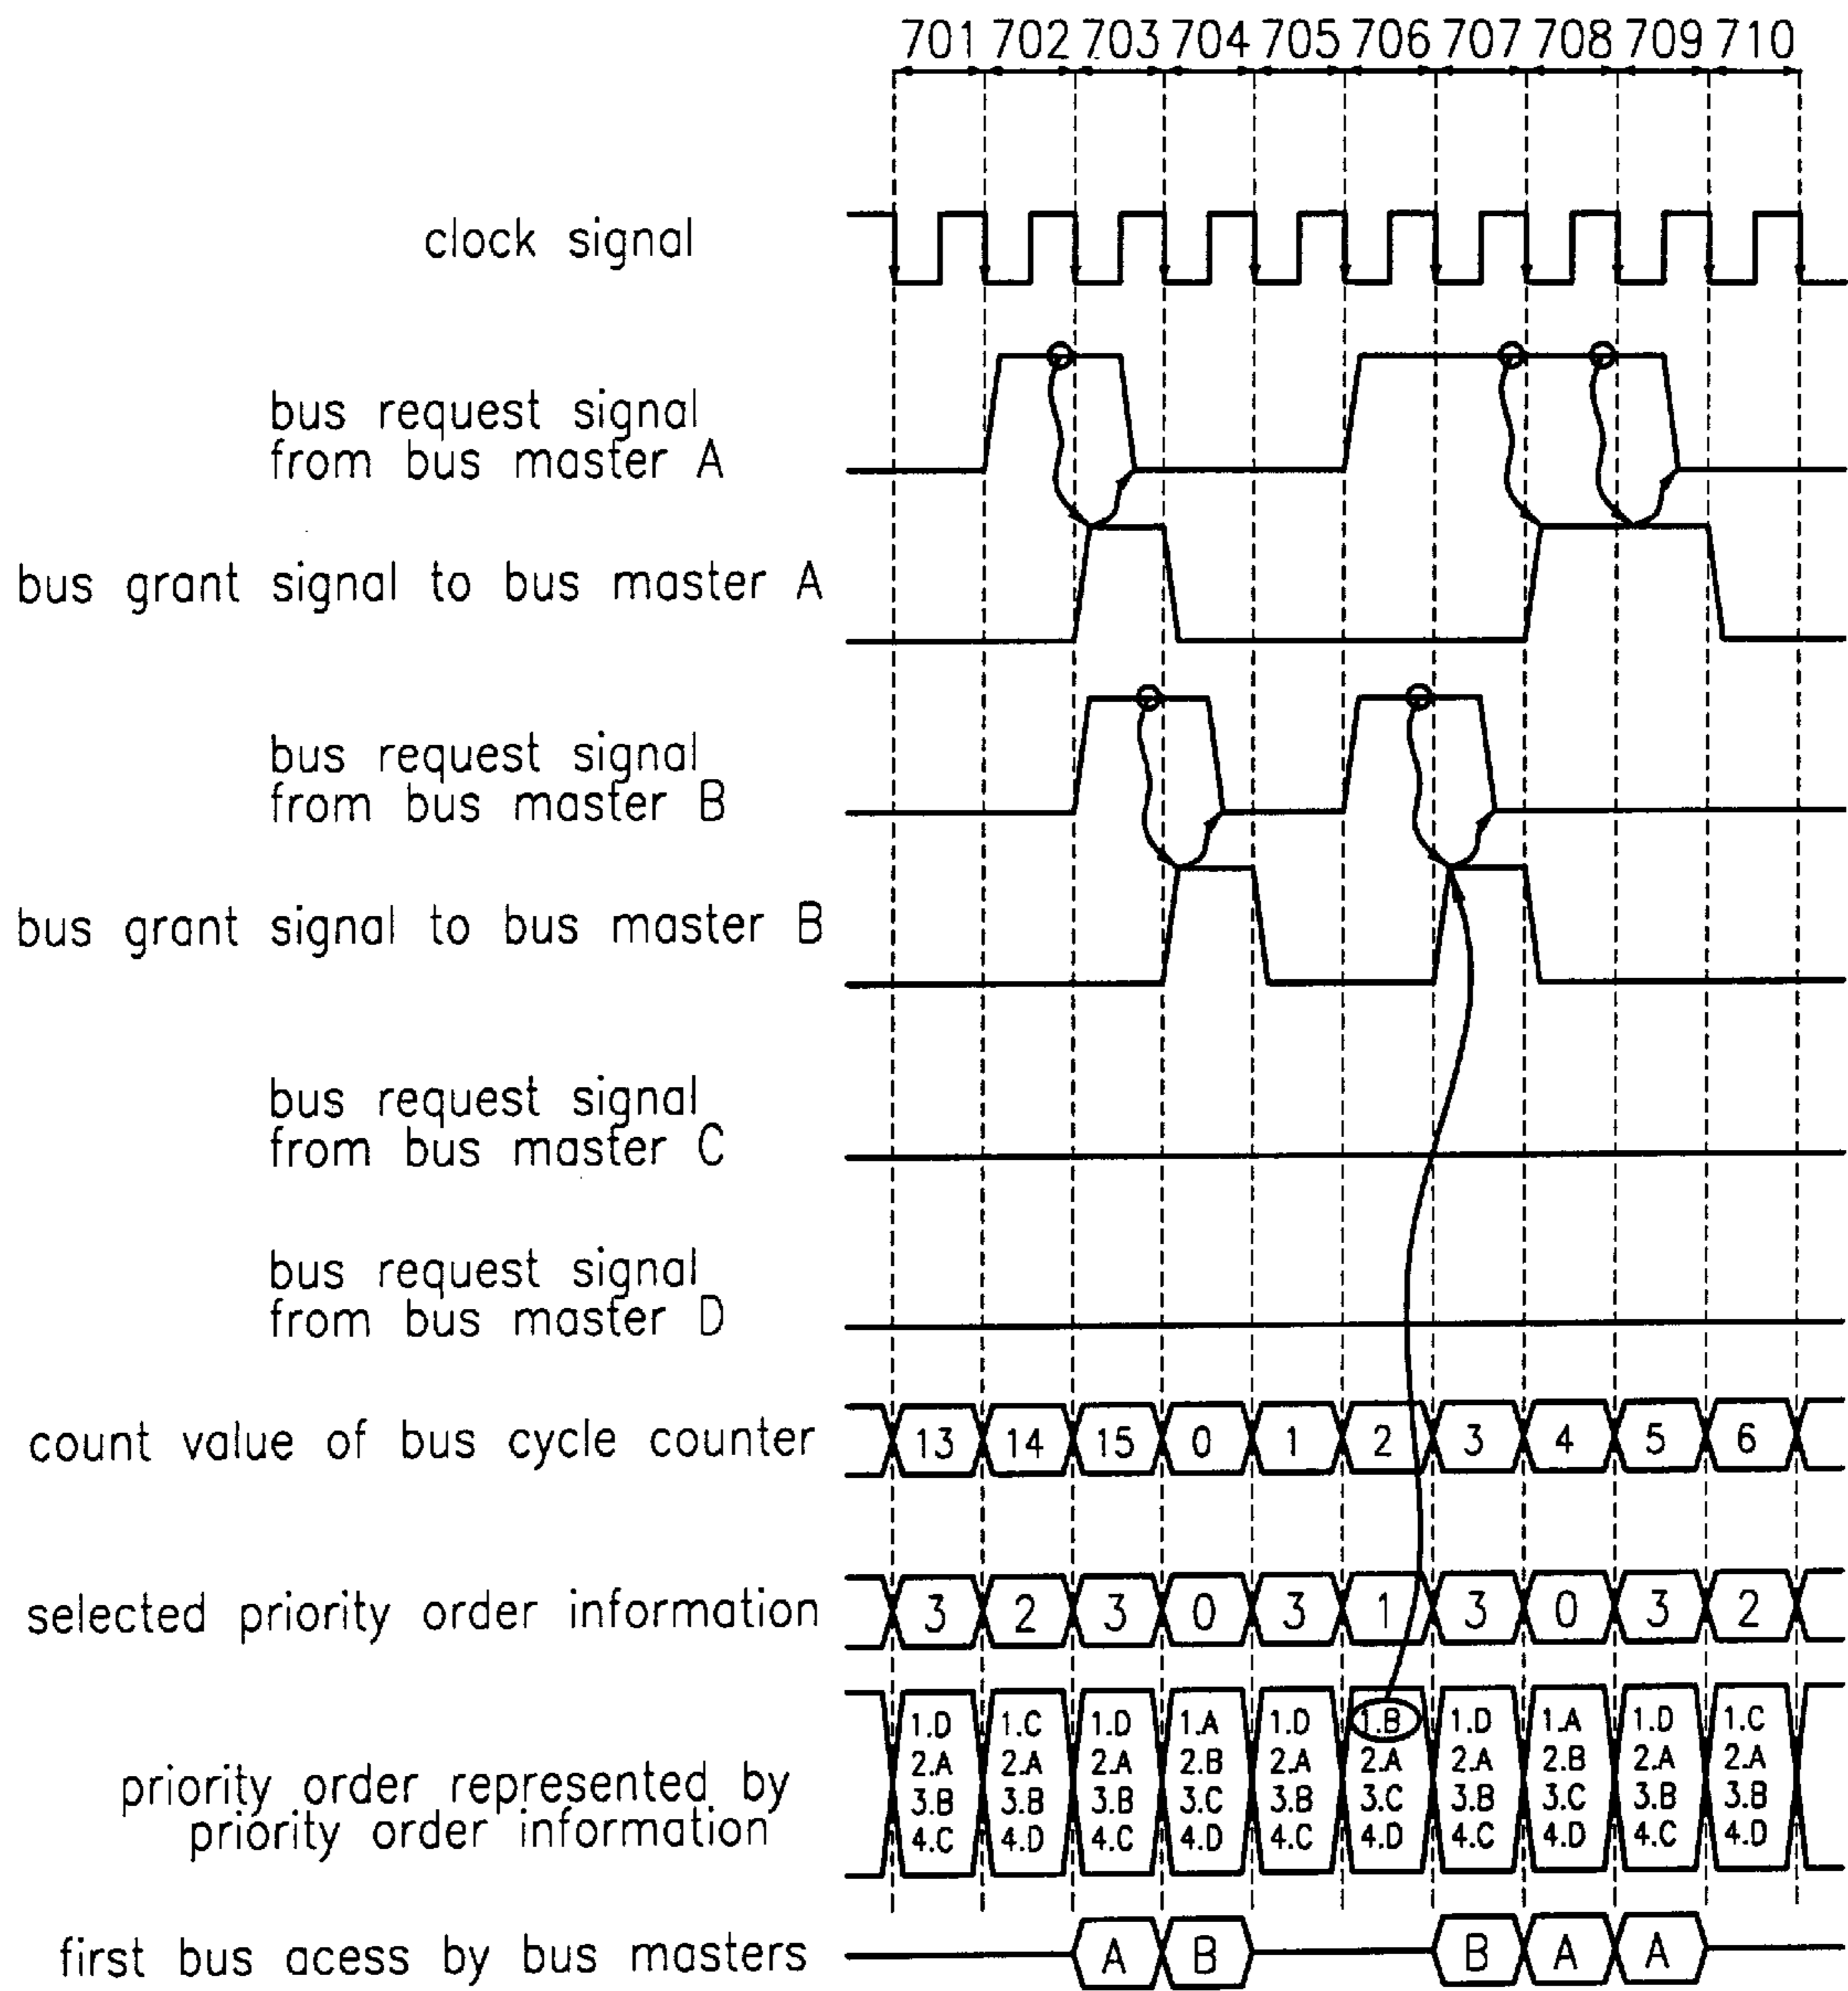 701 702 703 704 705 706 707 708 709 710
clock signal
bus request signal
from bus master A
bus grant signal to bus master A
bus request signal
from bus master B
bus grant signal to bus master B
bus request signal
from bus master C
bus request signal
from bus master D
count value of bus cycle counter 13 14 15 0 1 2 3 4 5 6
selected priority order information 3 2 3 0 3 1 3 0 3 2
1.D 1.C 1.D 1.A 1.D 1.B 1.D 1.A 1.D 1.C
2.A 2.A 2.A 2.B 2.A 2.A 2.A 2.B 2.A 2.A
priority order represented by
3.B 3.B 3.B 3.C 3.B 3.C 3.B 3.C 3.B 3.B
priority order information
4.C 4.D 4.C 4.D 4.C 4.D 4.C 4.D 4.C 4.D
first bus acess by bus masters A B B A A